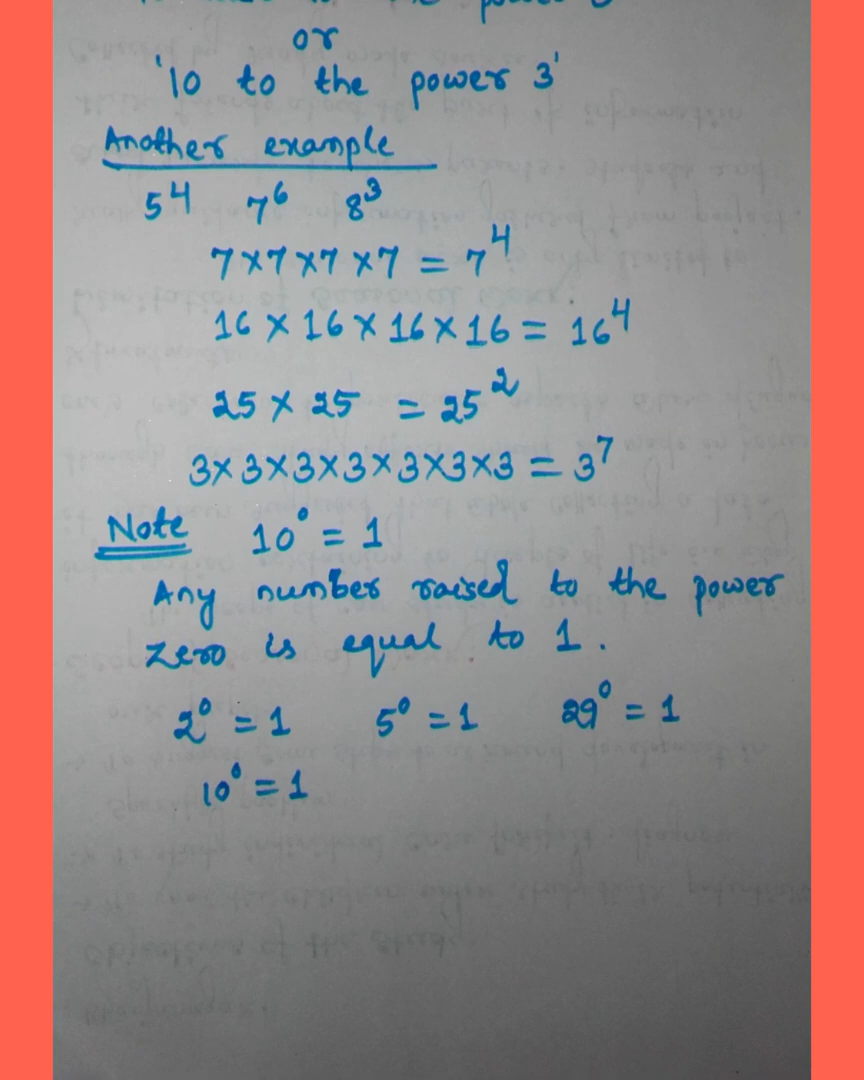 or
'10 to the power 3'
Another example
5⁴ 7⁶ 8³
7×7×7×7 = 7⁴
16 × 16 × 16 × 16 = 16⁴
25 × 25 = 25²
3×3×3×3×3×3×3 = 3⁷
Note 10⁰ = 1
Any number raised to the power
zero is equal to 1.
2⁰ = 1 5⁰ = 1 29⁰ = 1
10⁰ = 1